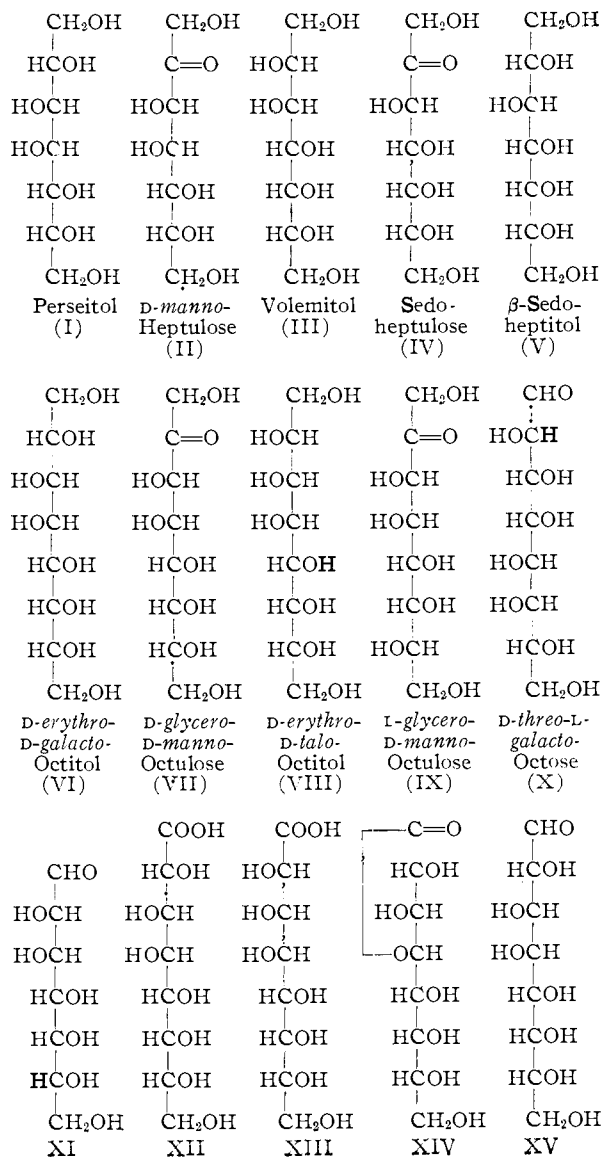 CH₂OH CH₂OH CH₂OH CH₂OH CH₂OH
HCOH C=O HOCH C=O HCOH
HOCH HOCH HOCH HOCH HOCH
HOCH HOCH HCOH HCOH HCOH
HCOH HCOH HCOH HCOH HCOH
HCOH HCOH HCOH HCOH HCOH
CH₂OH CH₂OH CH₂OH CH₂OH CH₂OH
Perseitol D-manno- Volemitol Sedo- β-Sedo-
(I) Heptulose (III) heptulose heptitol
(II) (IV) (V)
CH₂OH CH₂OH CH₂OH CH₂OH CHO
HCOH C=O HOCH C=O HOCH
HOCH HOCH HOCH HOCH HCOH
HOCH HOCH HOCH HOCH HCOH
HCOH HCOH HCOH HCOH HOCH
HCOH HCOH HCOH HCOH HOCH
HCOH HCOH HCOH HOCH HCOH
CH₂OH CH₂OH CH₂OH CH₂OH CH₂OH
D-erythro- D-glycero- D-erythro- L-glycero- D-threo-L-
D-galacto- D-manno- D-talo- D-manno- galacto-
Octitol Octulose Octitol Octulose Octose
(VI) (VII) (VIII) (IX) (X)
COOH COOH C=O CHO
CHO HCOH HOCH HCOH HCOH
HOCH HOCH HOCH HOCH HOCH
HOCH HOCH HOCH OCH HOCH
HCOH HCOH HCOH HCOH HCOH
HCOH HCOH HCOH HCOH HCOH
HCOH HCOH HCOH HCOH HCOH
CH₂OH CH₂OH CH₂OH CH₂OH CH₂OH
XI XII XIII XIV XV